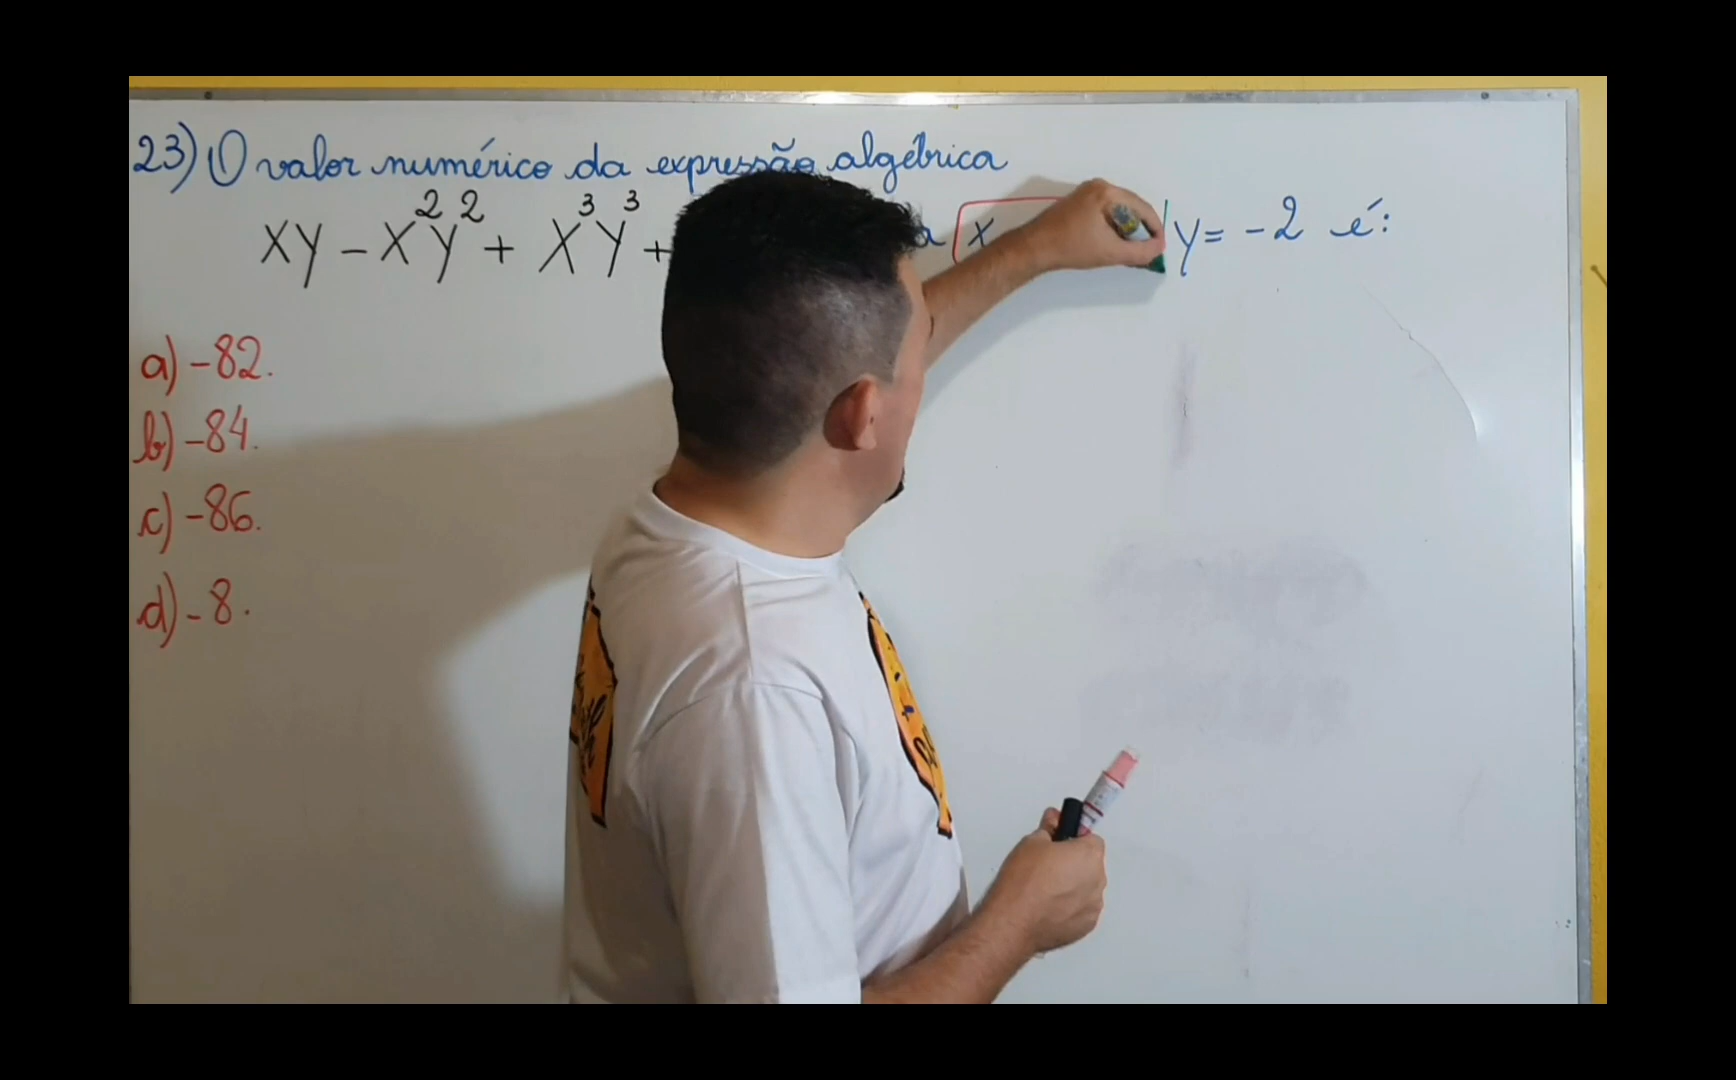 23) O valor numérico da expressão algébrica
XY - X²Y² + X³Y³ + a x y = -2 é:
a) -82.
b) -84.
c) -86.
d) -8.